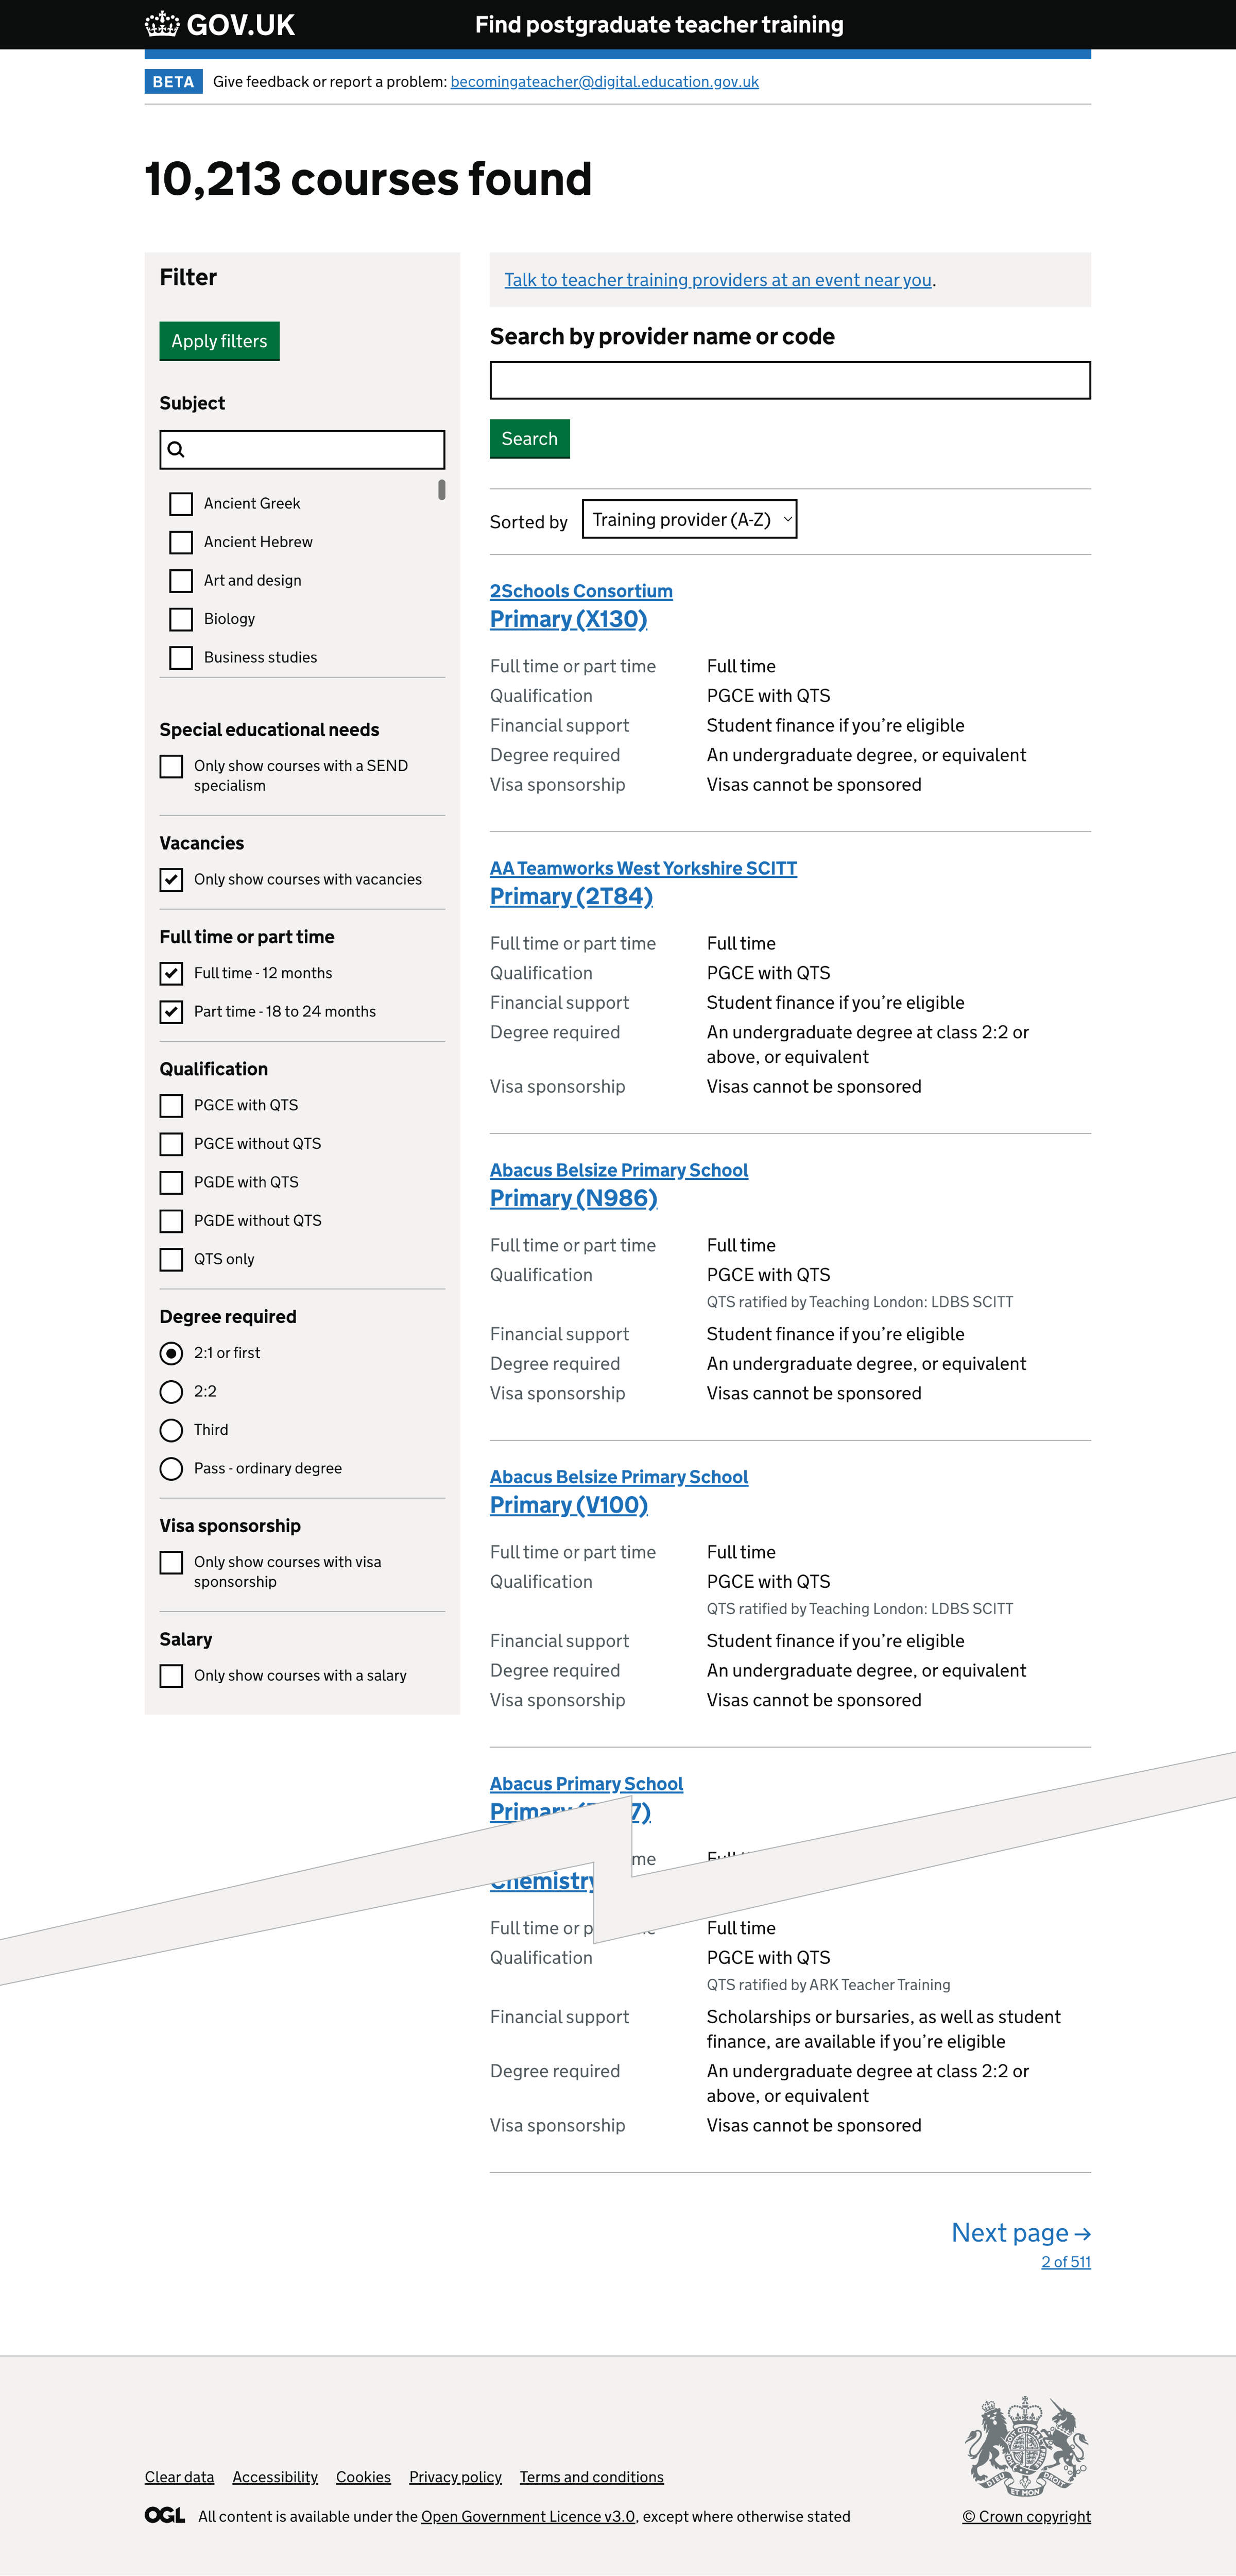 GOV.UK
Find postgraduate teacher training
BETA
Give feedback or report a problem: becomingateacher@digital.education.gov.uk
10,213 courses found
Filter
Apply filters
Subject
Ancient Greek
Ancient Hebrew
Art and design
Biology
Business studies
Special educational needs
Only show courses with a SEND
specialism
Vacancies
Only show courses with vacancies
Full time or part time
Full time - 12 months
Part time - 18 to 24 months
Qualification
PGCE with QTS
PGCE without QTS
PGDE with QTS
PGDE without QTS
QTS only
Degree required
2:1 or first
2:2
Third
Pass - ordinary degree
Visa sponsorship
Only show courses with visa
sponsorship
Salary
Only show courses with a salary
Talk to teacher training providers at an event near you.
Search by provider name or code
Search
Sorted by Training provider (A-Z)
2Schools Consortium
Primary (X130)
Full time or part time Full time
Qualification PGCE with QTS
Financial support Student finance if you’re eligible
Degree required An undergraduate degree, or equivalent
Visa sponsorship Visas cannot be sponsored
AA Teamworks West Yorkshire SCITT
Primary (2T84)
Full time or part time Full time
Qualification PGCE with QTS
Financial support Student finance if you’re eligible
Degree required An undergraduate degree at class 2:2 or
above, or equivalent
Visa sponsorship Visas cannot be sponsored
Abacus Belsize Primary School
Primary (N986)
Full time or part time Full time
Qualification PGCE with QTS
QTS ratified by Teaching London: LDBS SCITT
Financial support Student finance if you’re eligible
Degree required An undergraduate degree, or equivalent
Visa sponsorship Visas cannot be sponsored
Abacus Belsize Primary School
Primary (V100)
Full time or part time Full time
Qualification PGCE with QTS
QTS ratified by Teaching London: LDBS SCITT
Financial support Student finance if you’re eligible
Degree required An undergraduate degree, or equivalent
Visa sponsorship Visas cannot be sponsored
Abacus Primary School
Primary
Chemistry
Full time or Full time
Qualification PGCE with QTS
QTS ratified by ARK Teacher Training
Financial support Scholarships or bursaries, as well as student
finance, are available if you’re eligible
Degree required An undergraduate degree at class 2:2 or
above, or equivalent
Visa sponsorship Visas cannot be sponsored
Next page →
2 of 511
Clear data Accessibility Cookies Privacy policy Terms and conditions
OGL All content is available under the Open Government Licence v3.0, except where otherwise stated
DIEU ET MON DROIT
© Crown copyright